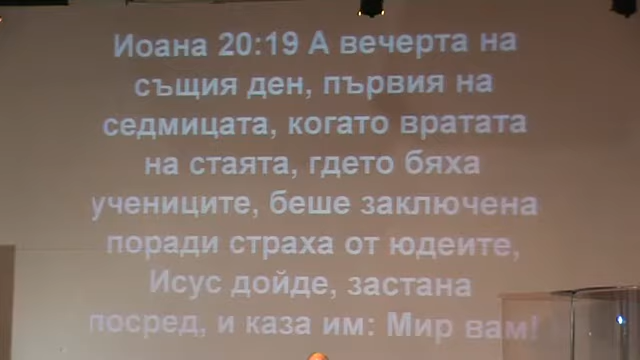 Иоана 20:19 А вечерта на
същия ден, първия на
седмицата, когато вратата
на стаята, гдето бяха
учениците, беше заключена
поради страха от юдеите,
Исус дойде, застана
посред, и каза им: Мир вам!